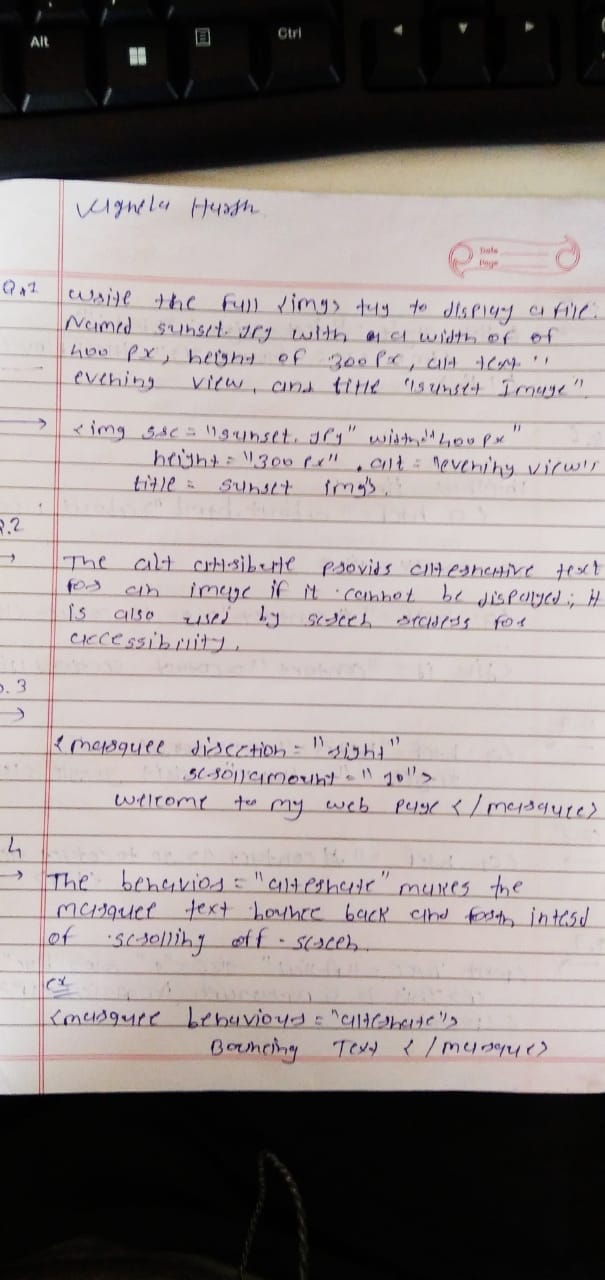 Alt
Ctrl
Vaghela Harsh
Date
Page
Q.1 write the full <img> tag to display a file.
Named sunset.jpg with a a width of of
400 px, height of 300 px, alt text "
evening view, and title "sunset Image".
→ <img src = "sunset.jpg" width="400 px"
height = "300 px" . alt = "evening view"
title = sunset img>.
2.2
→ The alt attribute provids alternative text
for an image if it cannot be displayed; it
is also used by screen readers for
accessibility.
.3
→
<marquee direction = "right"
scrollamount = "10">
welcome to my web page </marquee>
4
→ The behavior = "alternate" makes the
marquee text bounce back and forth intesd
of scrolling off-screen.
ex
<marquee behaviour = "alternate">
Bouncing Text </marque>